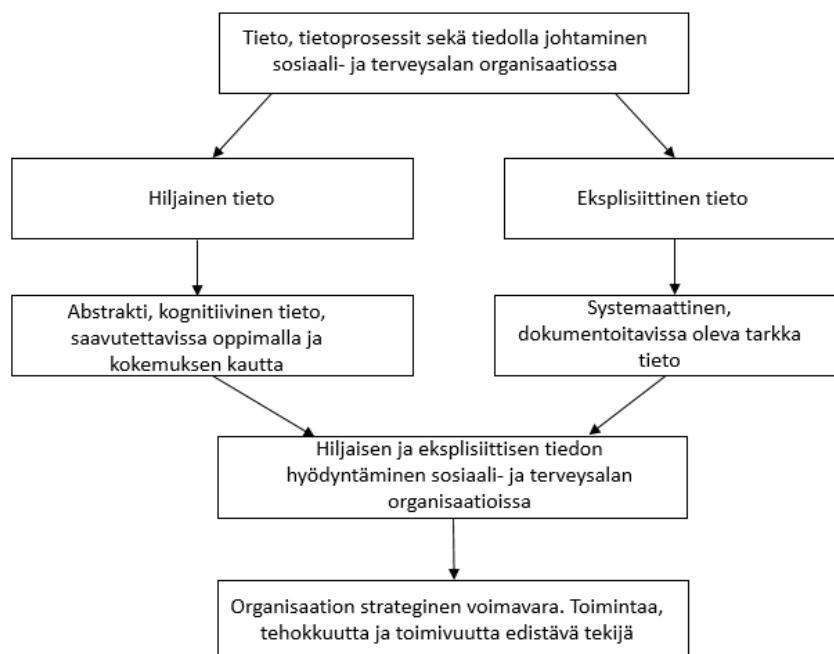 Tieto, tietoprosessit sekä tiedolla johtaminen
sosiaali- ja terveysalan organisaatiossa
Hiljainen tieto
Eksplisiittinen tieto
Abstrakti, kognitiivinen tieto,
saavutettavissa oppimalla ja
kokemuksen kautta
Systemaattinen,
dokumentoitavissa oleva tarkka
tieto
Hiljaisen ja eksplisiittisen tiedon
hyödyntäminen sosiaali- ja terveysalan
organisaatioissa
Organisaation strateginen voimavara. Toimintaa,
tehokkuutta ja toimivuutta edistävä tekijä